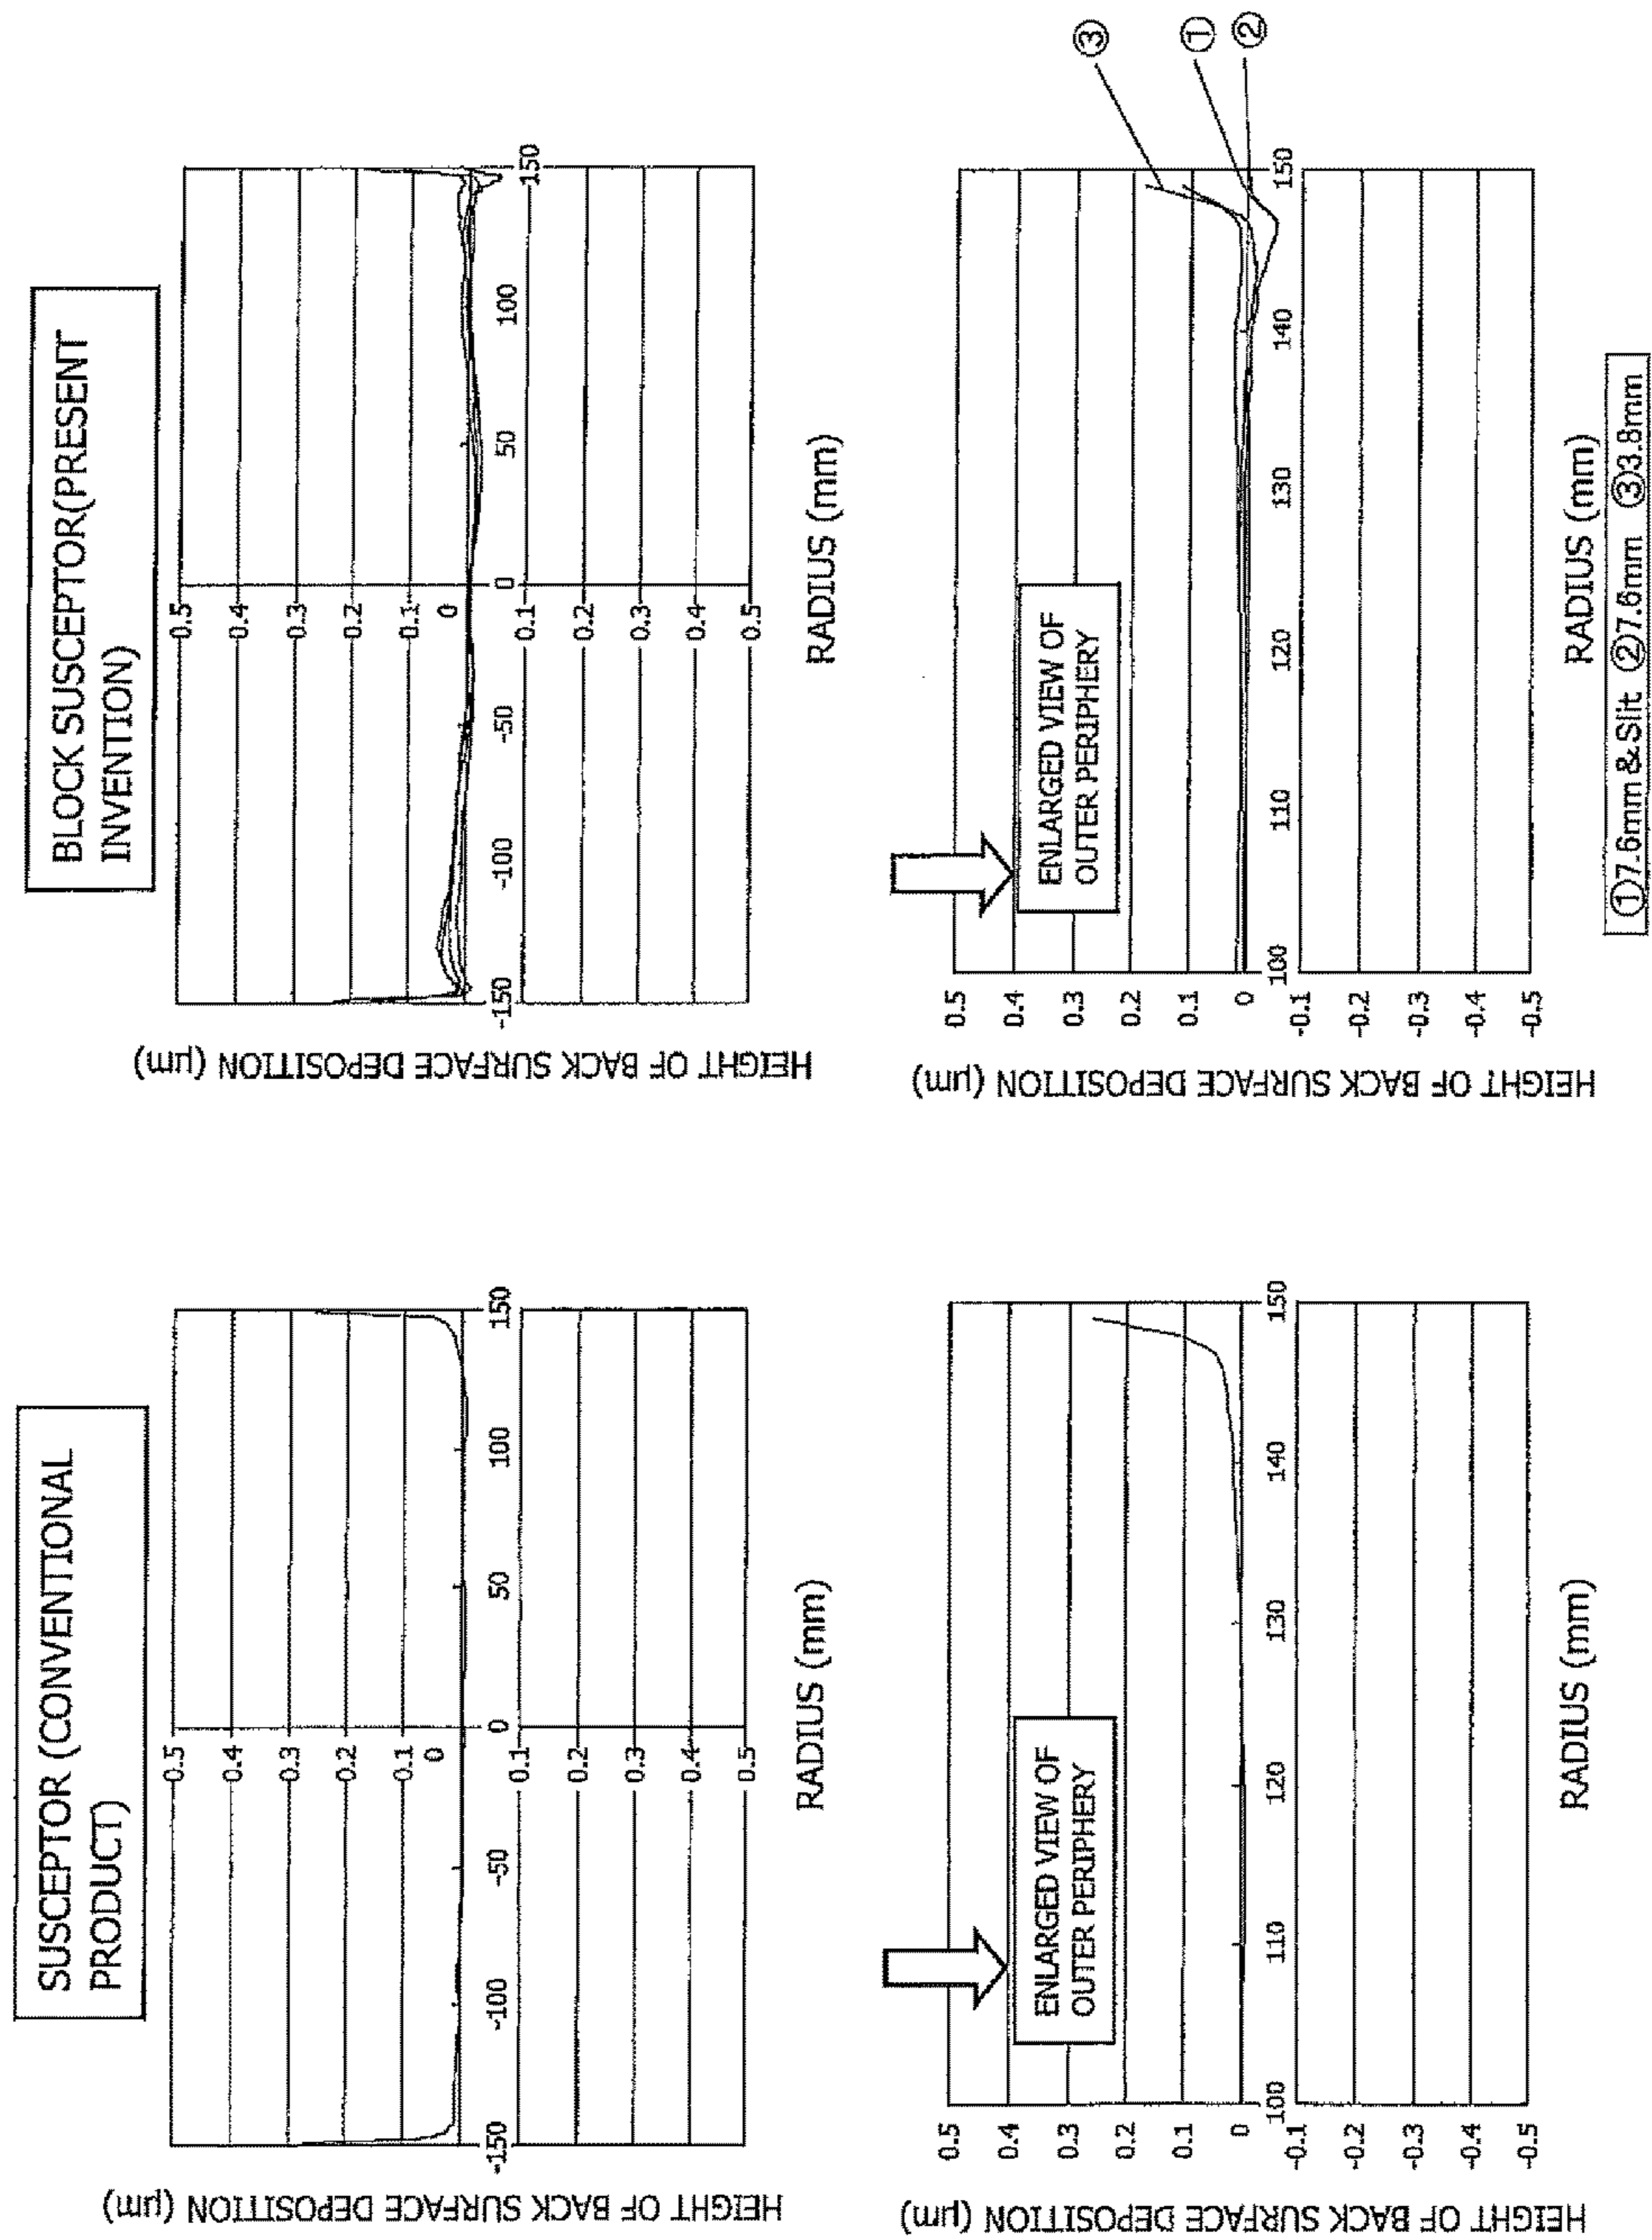 SUSCEPTOR (CONVENTIONAL
PRODUCT)
HEIGHT OF BACK SURFACE DEPOSITION (µm)
0.5
0.4
0.3
0.2
0.1
0
-150 -100 -50 0 50 100 150
0.1
0.2
0.3
0.4
0.5
RADIUS (mm)
ENLARGED VIEW OF
OUTER PERIPHERY
HEIGHT OF BACK SURFACE DEPOSITION (µm)
0.5
0.4
0.3
0.2
0.1
0
100 110 120 130 140 150
-0.1
-0.2
-0.3
-0.4
-0.5
RADIUS (mm)
BLOCK SUSCEPTOR(PRESENT
INVENTION)
HEIGHT OF BACK SURFACE DEPOSITION (µm)
0.5
0.4
0.3
0.2
0.1
0
-150 -100 -50 0 50 100 150
0.1
0.2
0.3
0.4
0.5
RADIUS (mm)
ENLARGED VIEW OF
OUTER PERIPHERY
HEIGHT OF BACK SURFACE DEPOSITION (µm)
0.5
0.4
0.3
0.2
0.1
0
100 110 120 130 140 150
-0.1
-0.2
-0.3
-0.4
-0.5
③
①
②
RADIUS (mm)
①7.6mm & Slit ②7.6mm ③3.8mm